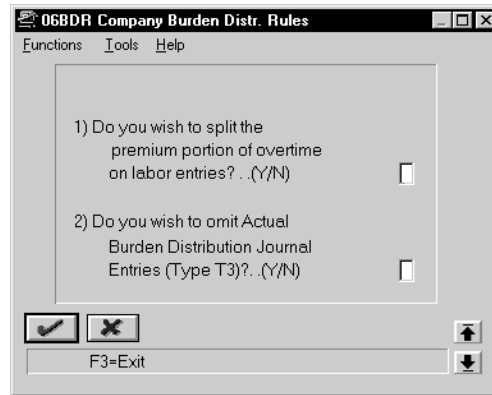 06BDR Company Burden Distr. Rules
Functions Tools Help
1) Do you wish to split the
premium portion of overtime
on labor entries? . .(Y/N)
2) Do you wish to omit Actual
Burden Distribution Journal
Entries (Type T3)?. .(Y/N)
F3=Exit